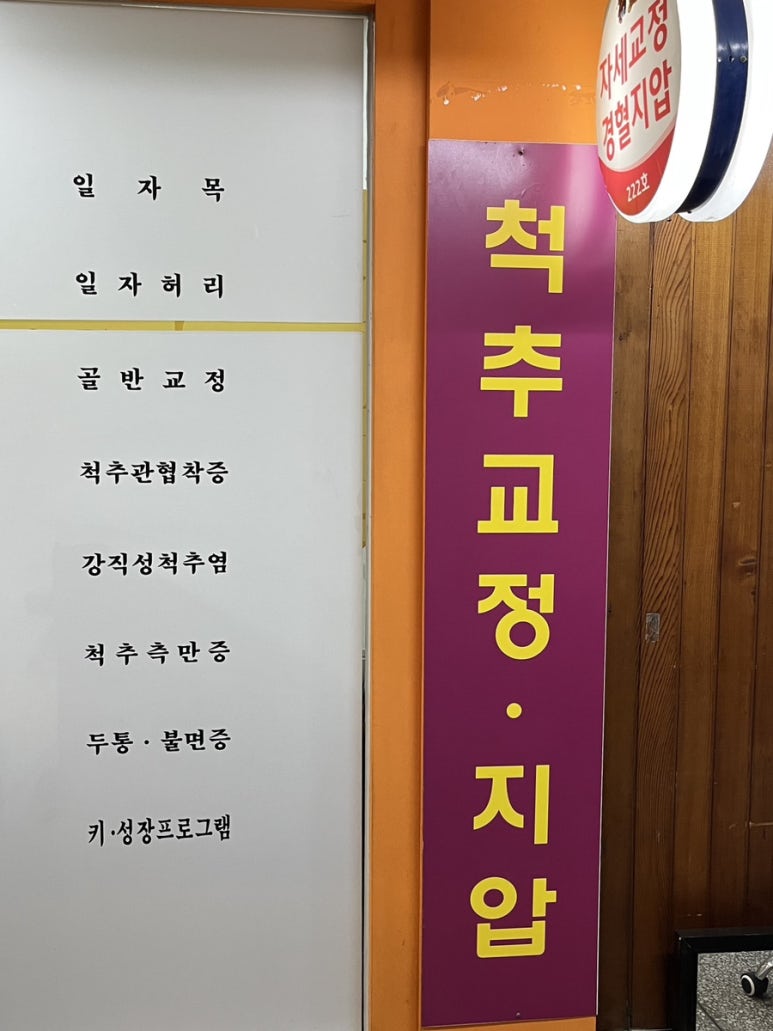 일 자 목
일 자 허 리
골 반 교 정
척추관협착증
강직성척추염
척 추 측 만 증
두통 · 불면증
키·성장프로그램
척추교정·지압
자세교정
경혈지압
222호